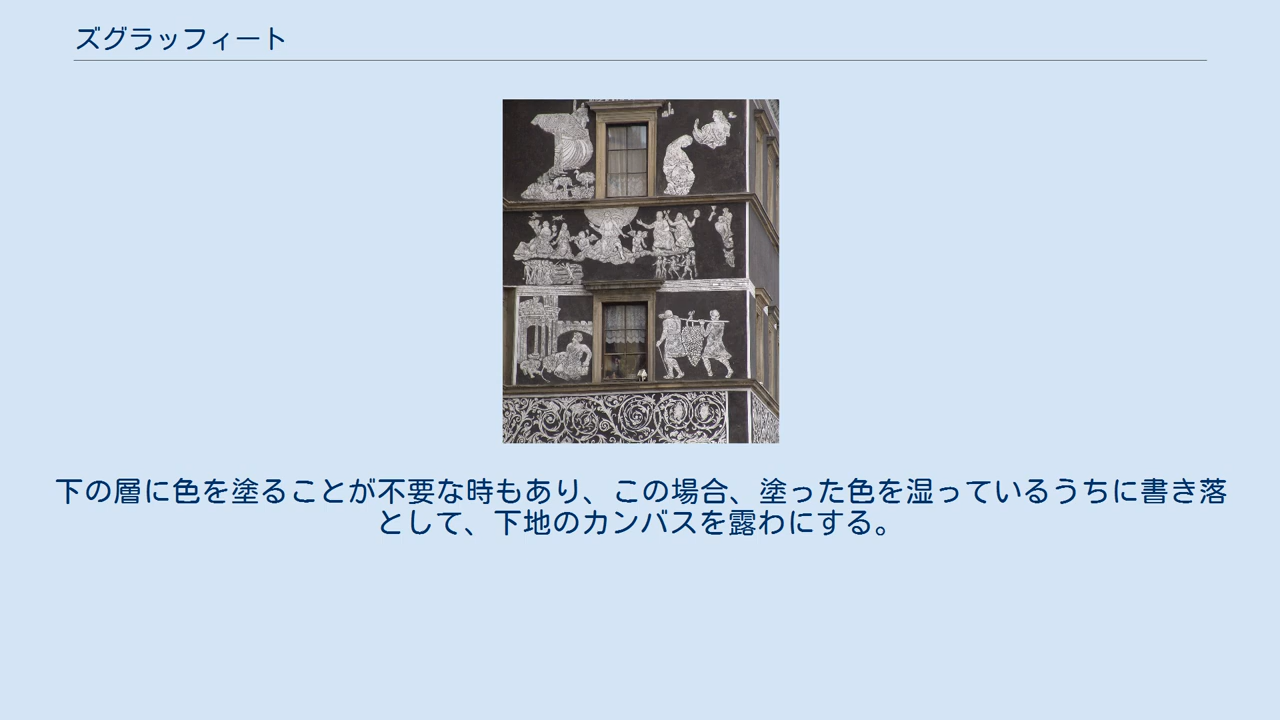 ズグラッフィート
下の層に色を塗ることが不要な時もあり、この場合、塗った色を湿っているうちに書き落
として、下地のカンバスを露わにする。